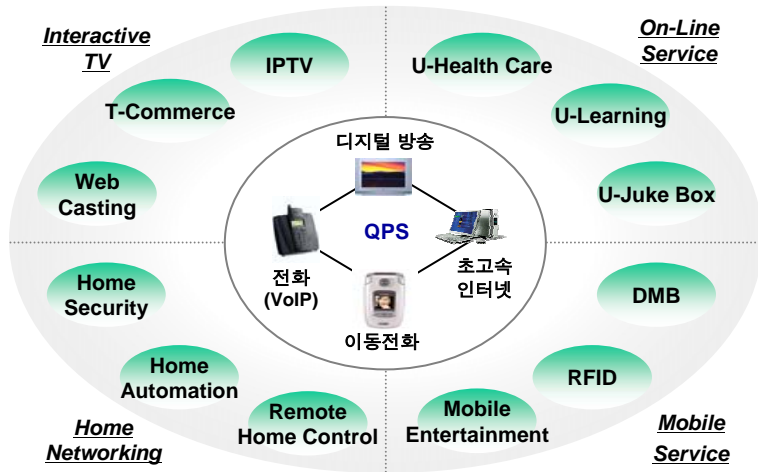 Interactive
TV
IPTV
T-Commerce
Web
Casting
On-Line
Service
U-Health Care
U-Learning
U-Juke Box
디지털 방송
QPS
전화
(VoIP)
초고속
인터넷
이동전화
Home
Security
Home
Automation
Remote
Home Control
Home
Networking
DMB
RFID
Mobile
Entertainment
Mobile
Service